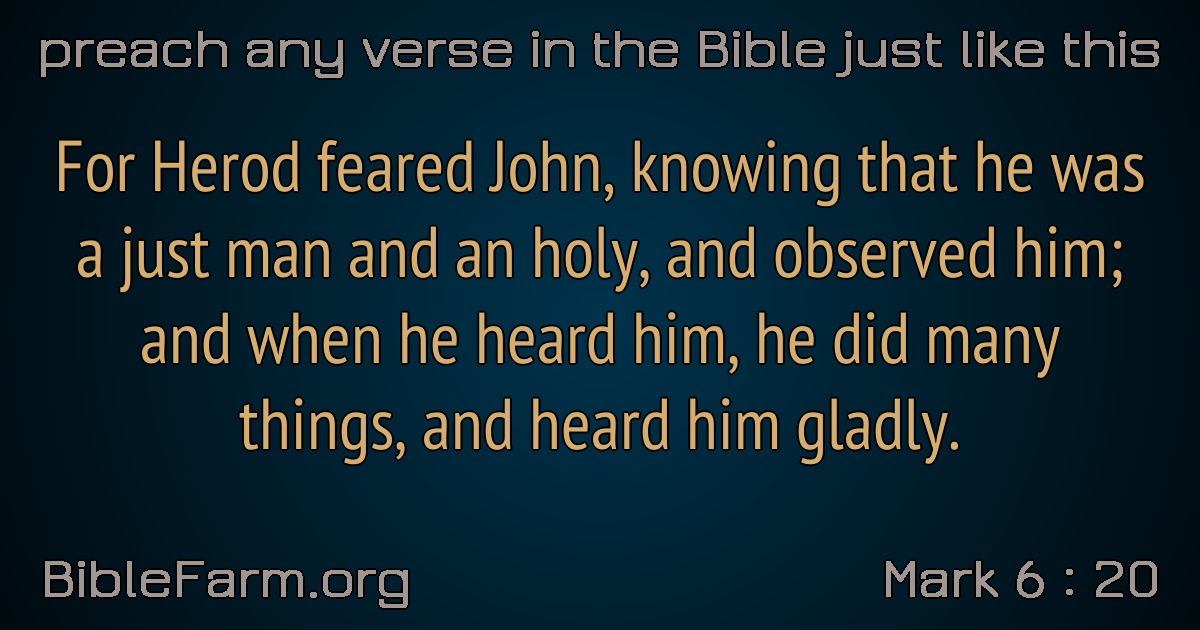 preach any verse in the Bible just like this
For Herod feared John, knowing that he was
a just man and an holy, and observed him;
and when he heard him, he did many
things, and heard him gladly.
BibleFarm.org
Mark 6 : 20